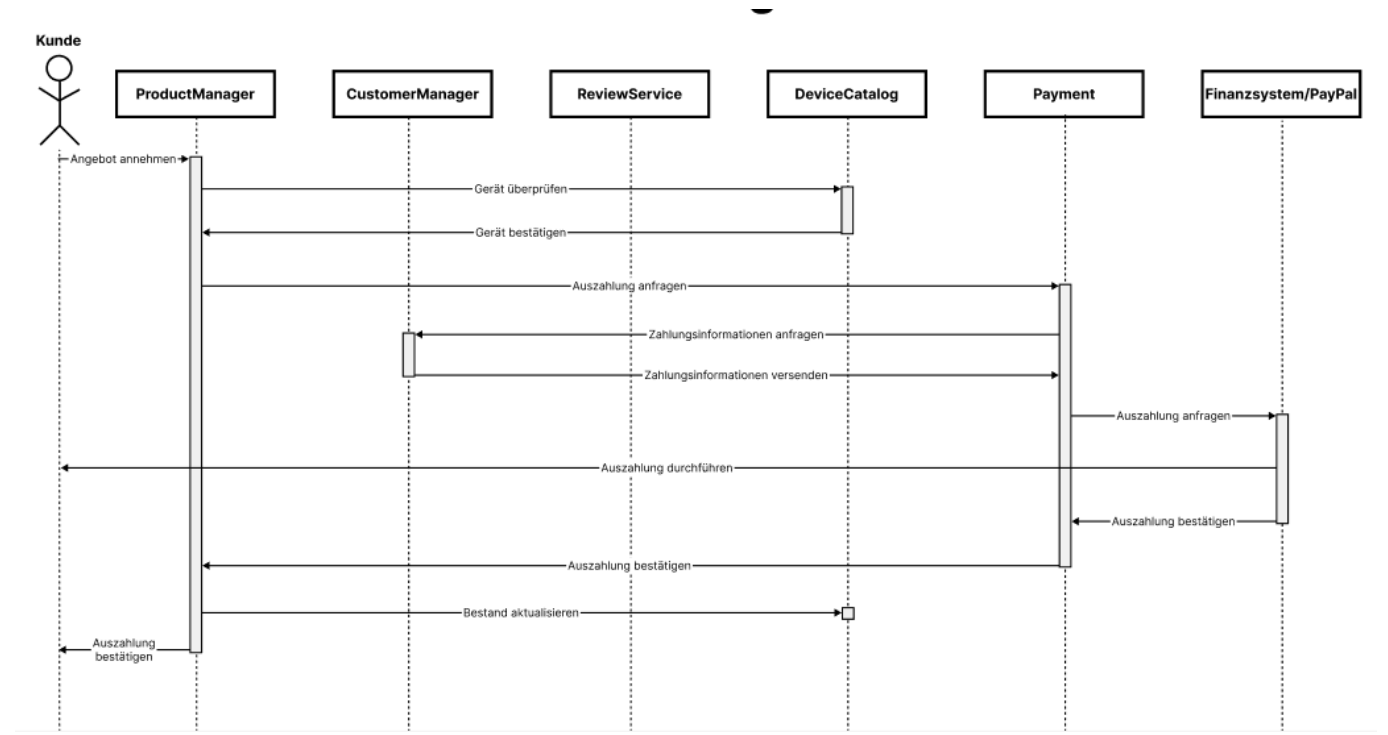 Kunde
ProductManager
CustomerManager
ReviewService
DeviceCatalog
Payment
Finanzsystem/PayPal
Angebot annehmen
Gerät überprüfen
Gerät bestätigen
Auszahlung anfragen
Zahlungsinformationen anfragen
Zahlungsinformationen versenden
Auszahlung anfragen
Auszahlung durchführen
Auszahlung bestätigen
Auszahlung bestätigen
Bestand aktualisieren
Auszahlung
bestätigen